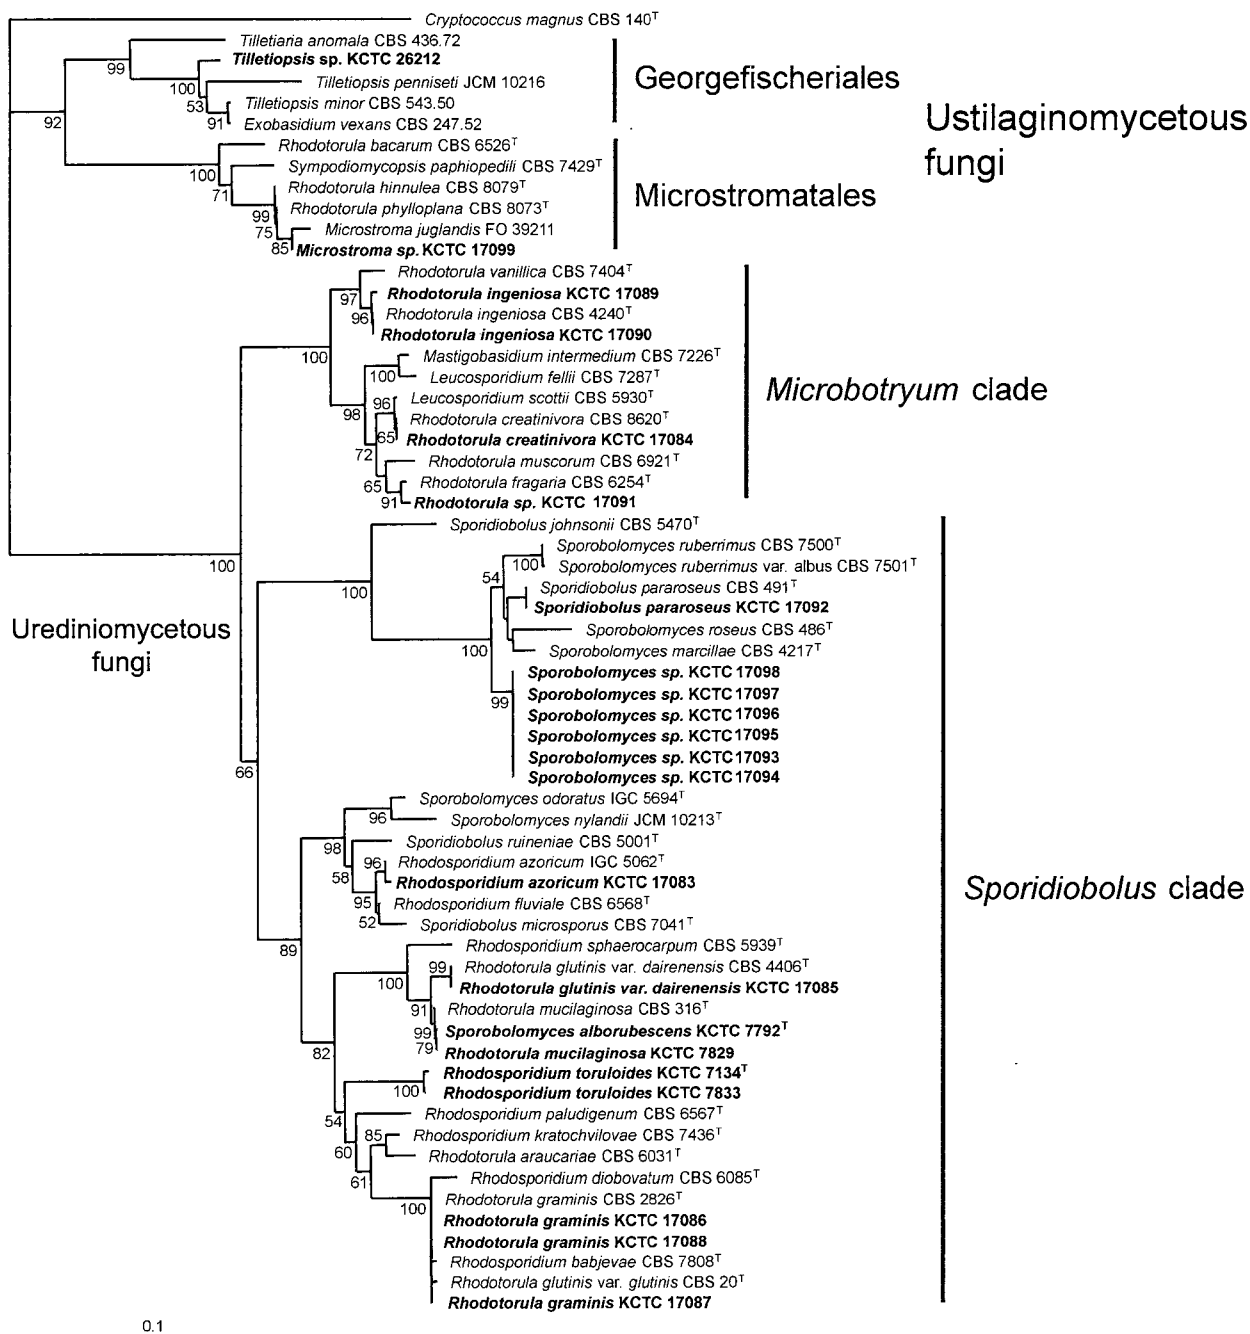 Cryptococcus magnus CBS 140T
Tilletiaria anomala CBS 436.72
Tilletiopsis sp. KCTC 26212
99
Georgefischeriales
100
Tilletiopsis penniseti JCM 10216
53
Tilletiopsis minor CBS 543.50
91
Exobasidium vexans CBS 247.52
92
Ustilaginomycetous
fungi
Rhodotorula bacarum CBS 6526T
100
Sympodiomycopsis paphiopedili CBS 7429T
71
Rhodotorula hinnulea CBS 8079T
Microstromatales
99
Rhodotorula phylloplana CBS 8073T
75
Microstroma juglandis FO 39211
85
Microstroma sp. KCTC 17099
Rhodotorula vanillica CBS 7404T
97
Rhodotorula ingeniosa KCTC 17089
96
Rhodotorula ingeniosa CBS 4240T
Rhodotorula ingeniosa KCTC 17090
100
Mastigobasidium intermedium CBS 7226T
100
Leucosporidium fellii CBS 7287T
Microbotryum clade
96
Leucosporidium scottii CBS 5930T
98
Rhodotorula creatinivora CBS 8620T
65
Rhodotorula creatinivora KCTC 17084
72
Rhodotorula muscorum CBS 6921T
65
Rhodotorula fragaria CBS 6254T
91
Rhodotorula sp. KCTC 17091
Sporidiobolus johnsonii CBS 5470T
Sporobolomyces ruberrimus CBS 7500T
100
Sporobolomyces ruberrimus var. albus CBS 7501T
100
100
54
Sporidiobolus pararoseus CBS 491T
Sporidiobolus pararoseus KCTC 17092
Urediniomycetous
fungi
Sporobolomyces roseus CBS 486T
100
Sporobolomyces marcillae CBS 4217T
Sporobolomyces sp. KCTC 17098
99
Sporobolomyces sp. KCTC 17097
Sporobolomyces sp. KCTC 17096
Sporobolomyces sp. KCTC 17095
Sporobolomyces sp. KCTC 17093
66
Sporobolomyces sp. KCTC 17094
Sporobolomyces odoratus IGC 5694T
96
Sporobolomyces nylandii JCM 10213T
98
Sporidiobolus ruineniae CBS 5001T
96
Rhodosporidium azoricum IGC 5062T
58
Rhodosporidium azoricum KCTC 17083
Sporidiobolus clade
95
Rhodosporidium fluviale CBS 6568T
52
Sporidiobolus microsporus CBS 7041T
89
Rhodosporidium sphaerocarpum CBS 5939T
99
Rhodotorula glutinis var. dairenensis CBS 4406T
100
Rhodotorula glutinis var. dairenensis KCTC 17085
91
Rhodotorula mucilaginosa CBS 316T
99
Sporobolomyces alborubescens KCTC 7792T
79
Rhodotorula mucilaginosa KCTC 7829
82
Rhodosporidium toruloides KCTC 7134T
100
Rhodosporidium toruloides KCTC 7833
54
Rhodosporidium paludigenum CBS 6567T
85
Rhodosporidium kratochvilovae CBS 7436T
60
Rhodotorula araucariae CBS 6031T
61
Rhodosporidium diobovatum CBS 6085T
100
Rhodotorula graminis CBS 2826T
Rhodotorula graminis KCTC 17086
Rhodotorula graminis KCTC 17088
Rhodosporidium babjevae CBS 7808T
Rhodotorula glutinis var. glutinis CBS 20T
Rhodotorula graminis KCTC 17087
0.1